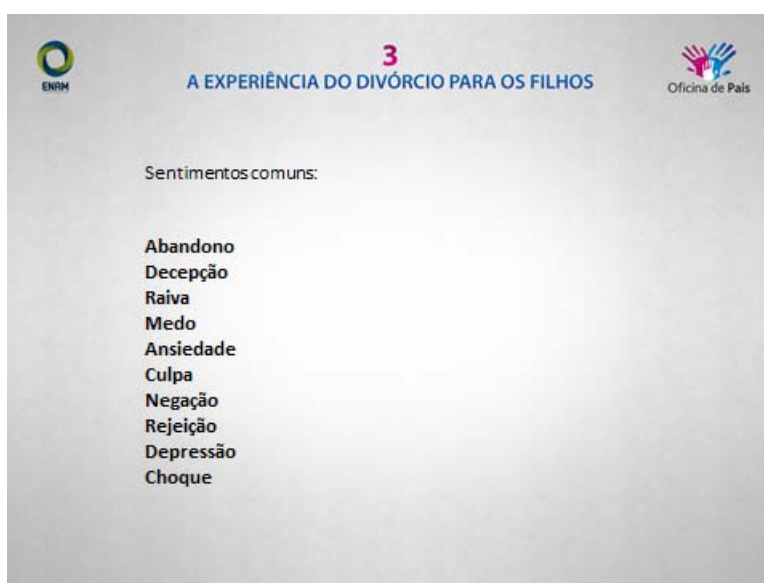 ENAM
3
A EXPERIÊNCIA DO DIVÓRCIO PARA OS FILHOS
Oficina de Pais
Sentimentos comuns:
Abandono
Decepção
Raiva
Medo
Ansiedade
Culpa
Negação
Rejeição
Depressão
Choque